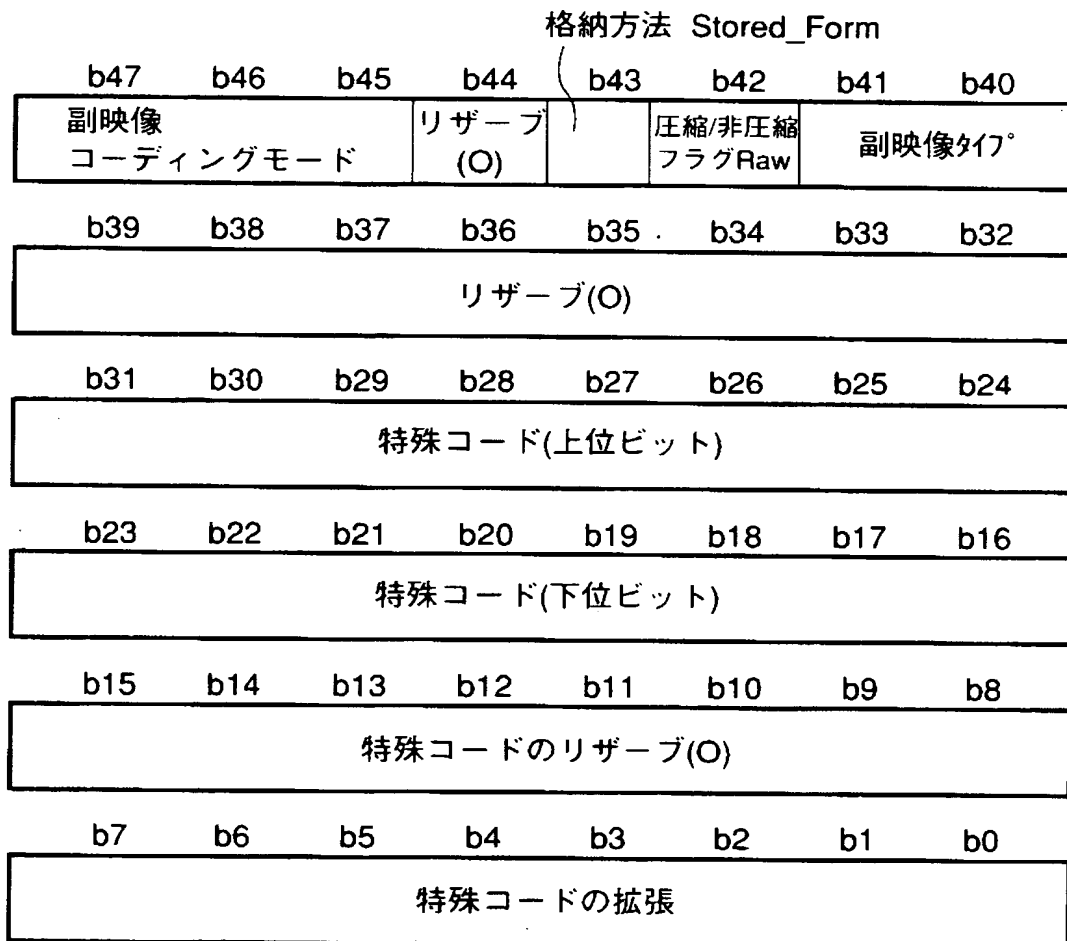 格納方法 Stored_Form
b47 b46 b45 b44 b43 b42 b41 b40
副映像 リザーブ 圧縮/非圧縮 副映像タイプ
コーディングモード (O) フラグRaw
b39 b38 b37 b36 b35 b34 b33 b32
リザーブ(O)
b31 b30 b29 b28 b27 b26 b25 b24
特殊コード(上位ビット)
b23 b22 b21 b20 b19 b18 b17 b16
特殊コード(下位ビット)
b15 b14 b13 b12 b11 b10 b9 b8
特殊コードのリザーブ(O)
b7 b6 b5 b4 b3 b2 b1 b0
特殊コードの拡張